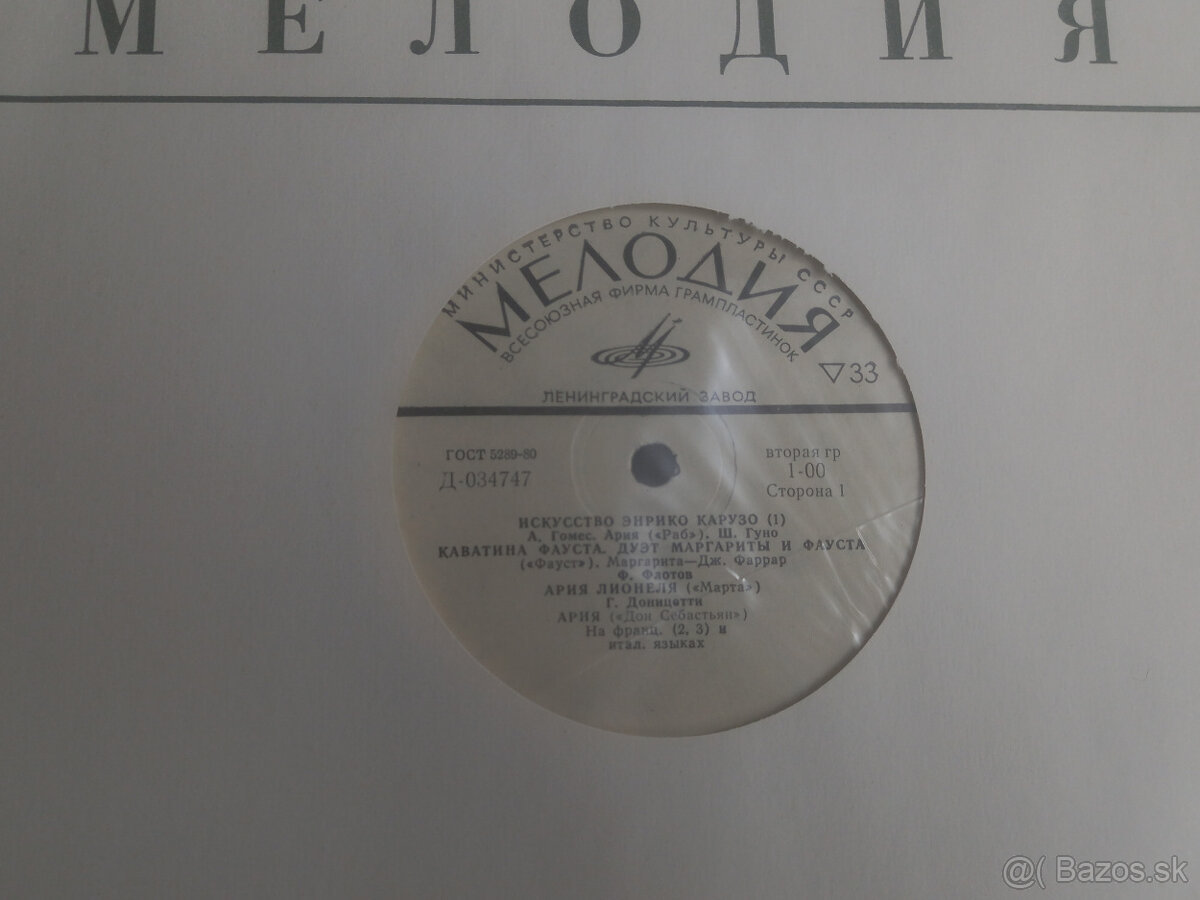 МЕЛОДИЯ
МИНИСТЕРСТВО КУЛЬТУРЫ СССР
МЕЛОДИЯ
ВСЕСОЮЗНАЯ ФИРМА ГРАМПЛАСТИНОК
▽33
ЛЕНИНГРАДСКИЙ ЗАВОД
ГОСТ 5289-80
вторая гр
Д-034747
1-00
Сторона 1
ИСКУССТВО ЭНРИКО КАРУЗО (1)
А. Гомес. Ария («Раб»). Ш. Гуно
КАВАТИНА ФАУСТА. ДУЭТ МАРГАРИТЫ И ФАУСТА
(«Фауст»). Маргарита—Дж. Фаррар
Ф. Флотов
АРИЯ ЛИОНЕЛЯ («Марта»)
Г. Доницетти
АРИЯ («Дон Себастьян»)
На франц. (2, 3) и
итал. языках
@( Bazos.sk